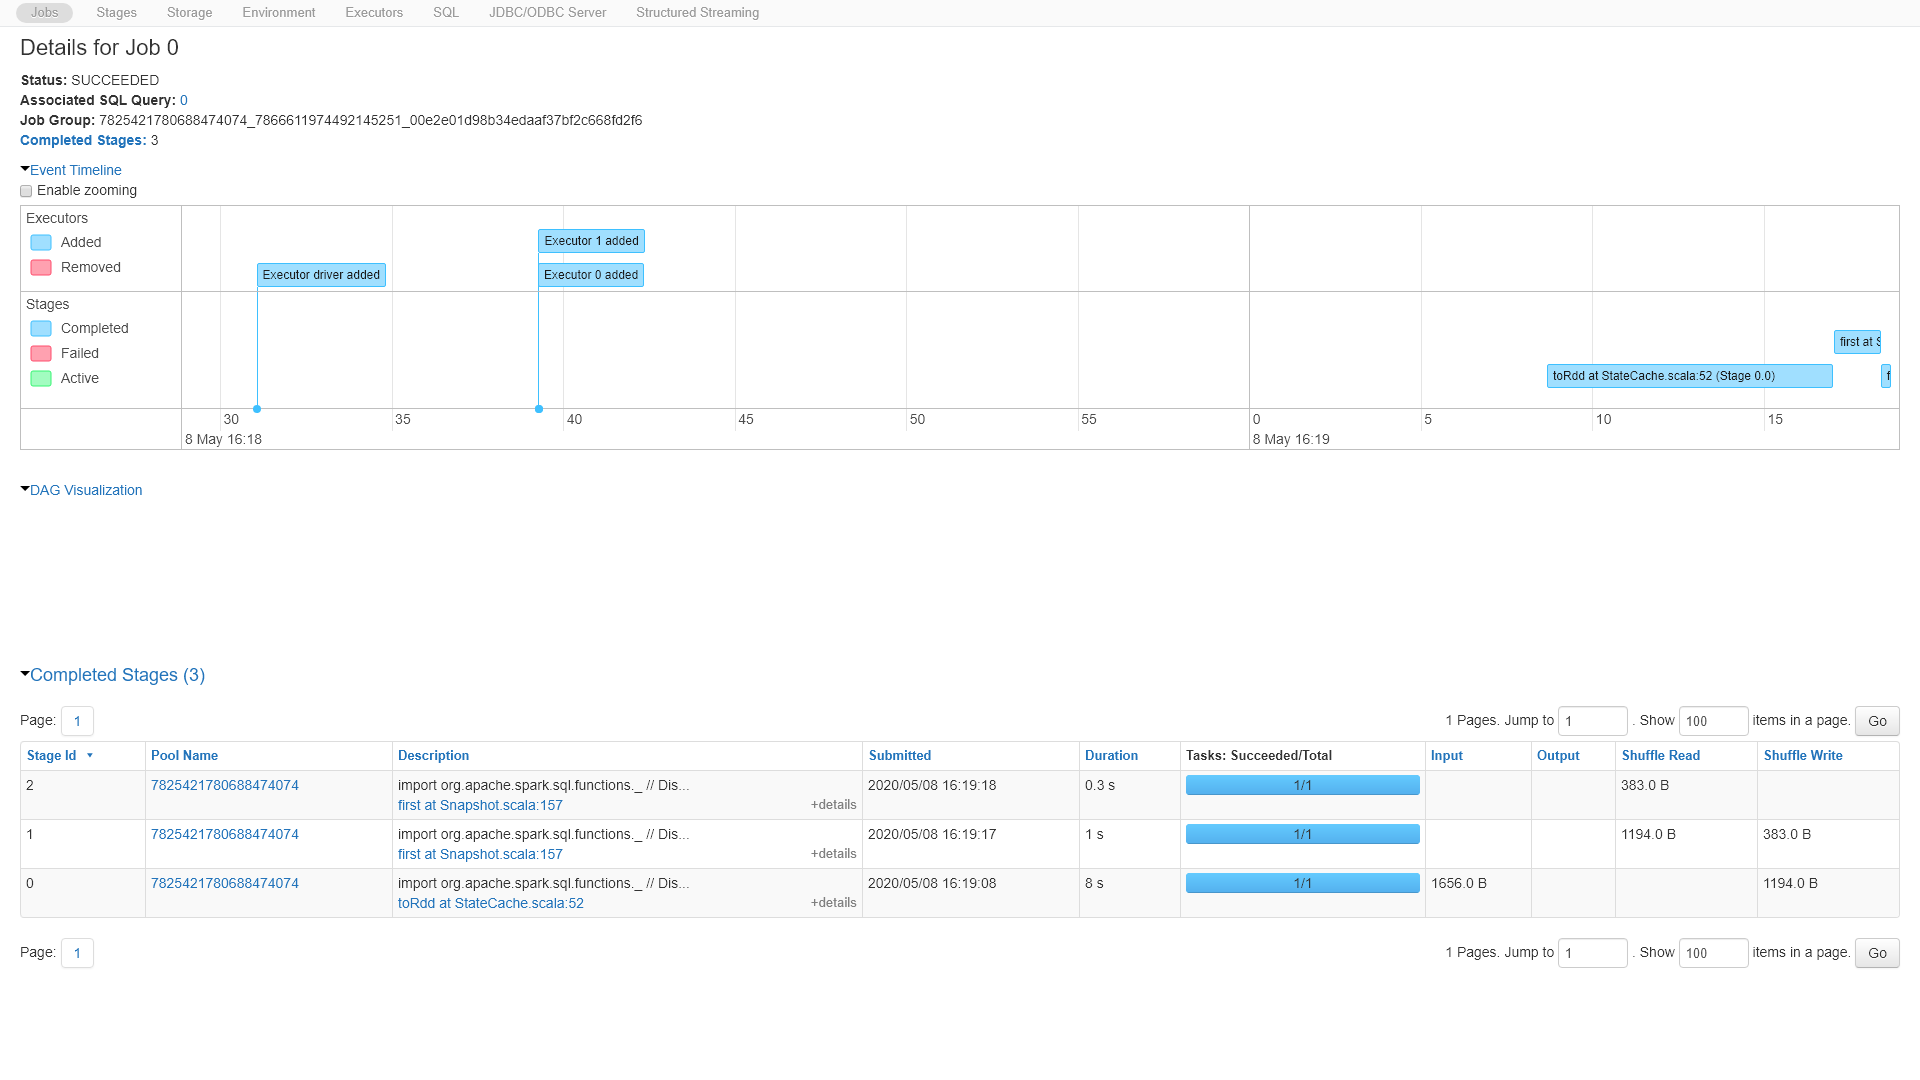 Jobs Stages Storage Environment Executors SQL JDBC/ODBC Server Structured Streaming
Details for Job 0
Status: SUCCEEDED
Associated SQL Query: 0
Job Group: 7825421780688474074_7866611974492145251_00e2e01d98b34edaaf37bf2c668fd2f6
Completed Stages: 3
Event Timeline
Enable zooming
Executors
Added
Removed
Executor 1 added
Executor driver added
Executor 0 added
Stages
Completed
Failed
Active
first at S
toRdd at StateCache.scala:52 (Stage 0.0)
f
30 35 40 45 50 55 0 5 10 15
8 May 16:18 8 May 16:19
DAG Visualization
Completed Stages (3)
Page: 1 1 Pages. Jump to 1 . Show 100 items in a page. Go
Stage Id Pool Name Description Submitted Duration Tasks: Succeeded/Total Input Output Shuffle Read Shuffle Write
2 7825421780688474074 import org.apache.spark.sql.functions._ // Dis... 2020/05/08 16:19:18 0.3 s 1/1 383.0 B
first at Snapshot.scala:157 +details
1 7825421780688474074 import org.apache.spark.sql.functions._ // Dis... 2020/05/08 16:19:17 1 s 1/1 1194.0 B 383.0 B
first at Snapshot.scala:157 +details
0 7825421780688474074 import org.apache.spark.sql.functions._ // Dis... 2020/05/08 16:19:08 8 s 1/1 1656.0 B 1194.0 B
toRdd at StateCache.scala:52 +details
Page: 1 1 Pages. Jump to 1 . Show 100 items in a page. Go